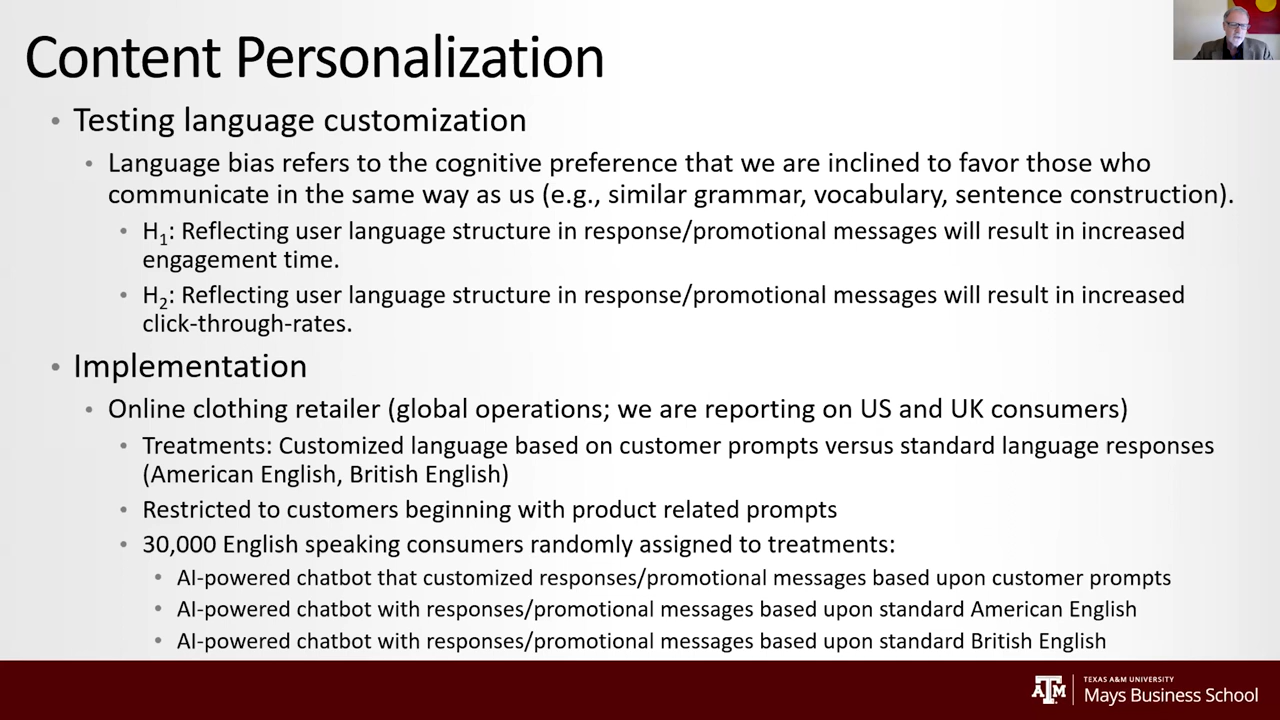 Content Personalization
• Testing language customization
• Language bias refers to the cognitive preference that we are inclined to favor those who
communicate in the same way as us (e.g., similar grammar, vocabulary, sentence construction).
• H1: Reflecting user language structure in response/promotional messages will result in increased
engagement time.
• H2: Reflecting user language structure in response/promotional messages will result in increased
click-through-rates.
• Implementation
• Online clothing retailer (global operations; we are reporting on US and UK consumers)
• Treatments: Customized language based on customer prompts versus standard language responses
(American English, British English)
• Restricted to customers beginning with product related prompts
• 30,000 English speaking consumers randomly assigned to treatments:
• AI-powered chatbot that customized responses/promotional messages based upon customer prompts
• AI-powered chatbot with responses/promotional messages based upon standard American English
• AI-powered chatbot with responses/promotional messages based upon standard British English
ATM
TEXAS A&M UNIVERSITY
Mays Business School